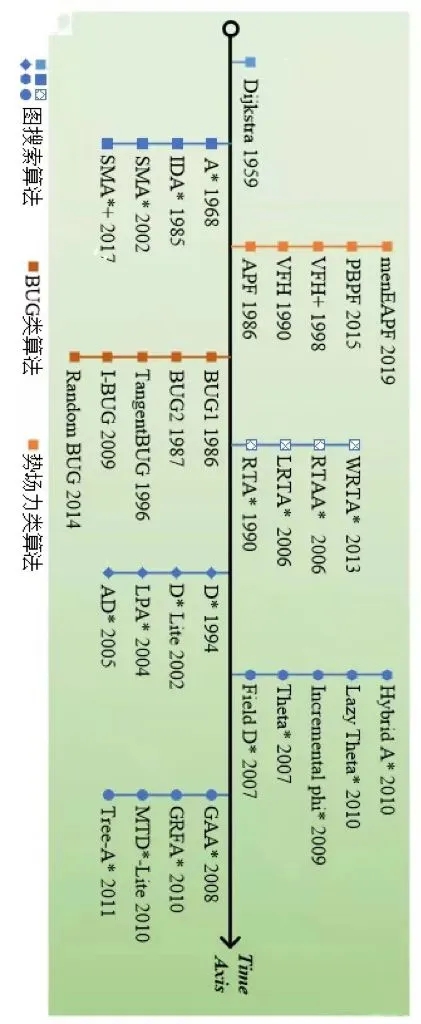 menEAPF 2019
PBPF 2015
VFH+ 1998
VFH 1990
APF 1986
WRTA* 2013
RTAA* 2006
LRTA* 2006
RTA* 1990
Hybrid A* 2010
Lazy Theta* 2010
Incremental phi* 2009
Theta* 2007
Field D* 2007
Dijkstra 1959
Time
Axis
A* 1968
IDA* 1985
SMA* 2002
SMA*+ 2017
BUG1 1986
BUG2 1987
TangentBUG 1996
I-BUG 2009
Random BUG 2014
D* 1994
D* Lite 2002
LPA* 2004
AD* 2005
GAA* 2008
GRFA* 2010
MTD*-Lite 2010
Tree-A* 2011
图搜索算法
BUG类算法
势场力类算法